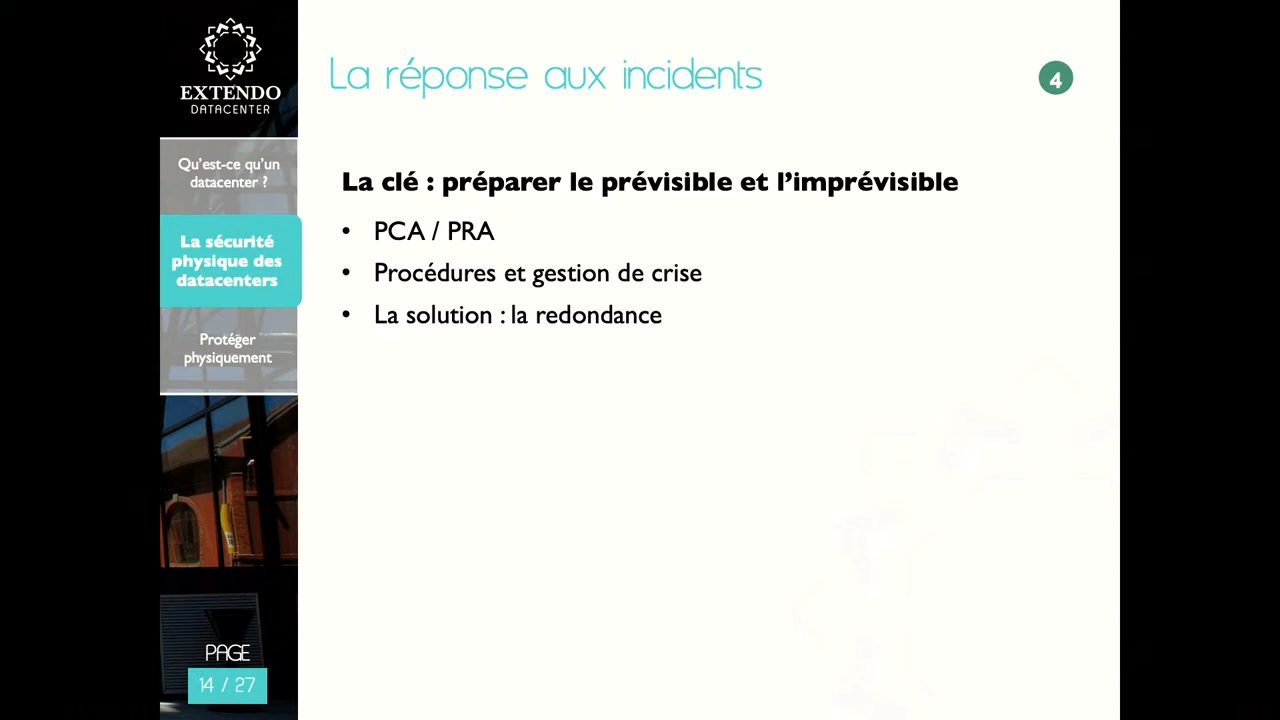 EXTENDO
DATACENTER
Qu'est-ce qu'un
datacenter ?
La sécurité
physique des
datacenters
Protéger
physiquement
PAGE
14 / 27
La réponse aux incidents
4
La clé : préparer le prévisible et l'imprévisible
• PCA / PRA
• Procédures et gestion de crise
• La solution : la redondance